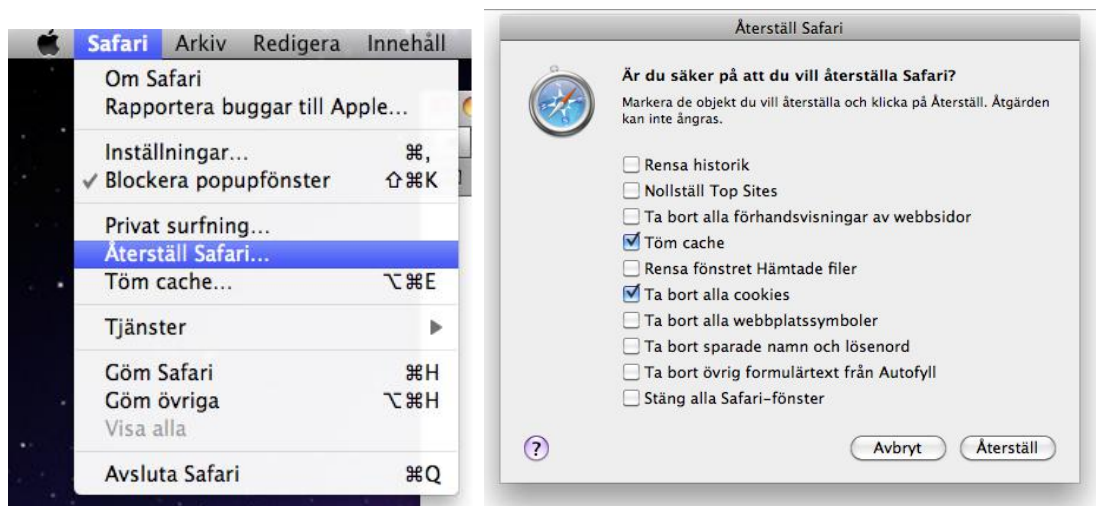 Safari Arkiv Redigera Innehåll
Om Safari
Rapportera buggar till Apple...
Inställningar... ⌘,
✓ Blockera popupfönster ⇧⌘K
Privat surfning...
Återställ Safari...
Töm cache... ⌥⌘E
Tjänster ▶
Göm Safari ⌘H
Göm övriga ⌥⌘H
Visa alla
Avsluta Safari ⌘Q
Återställ Safari
Är du säker på att du vill återställa Safari?
Markera de objekt du vill återställa och klicka på Återställ. Åtgärden
kan inte ångras.
Rensa historik
Nollställ Top Sites
Ta bort alla förhandsvisningar av webbsidor
Töm cache
Rensa fönstret Hämtade filer
Ta bort alla cookies
Ta bort alla webbplatssymboler
Ta bort sparade namn och lösenord
Ta bort övrig formulärtext från Autofyll
Stäng alla Safari-fönster
? Avbryt Återställ